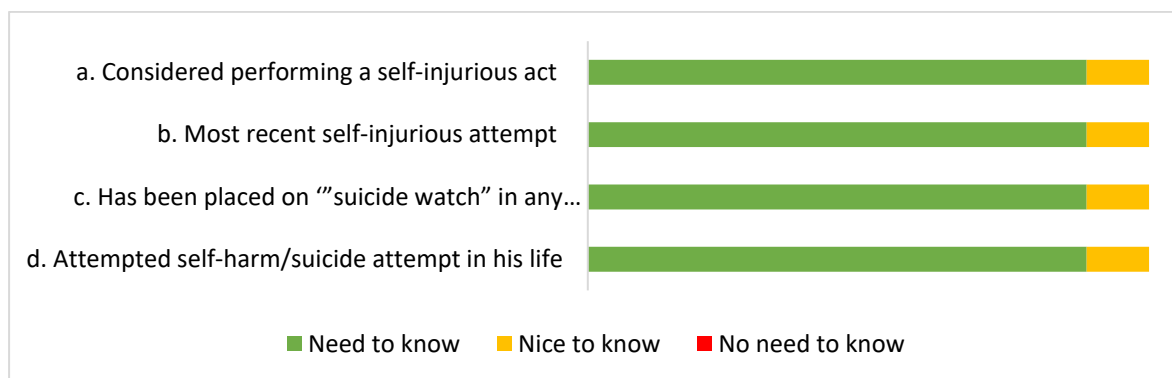 a. Considered performing a self-injurious act
b. Most recent self-injurious attempt
c. Has been placed on ‘”suicide watch” in any…
d. Attempted self-harm/suicide attempt in his life
Need to know Nice to know No need to know